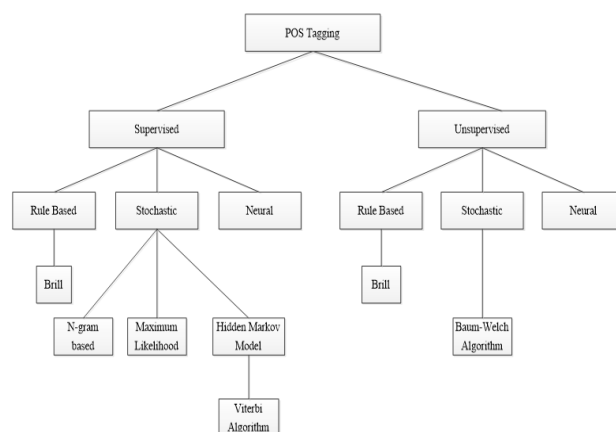 POS Tagging
Supervised
Unsupervised
Rule Based
Stochastic
Neural
Rule Based
Stochastic
Neural
Brill
Brill
N-gram
based
Maximum
Likelihood
Hidden Markov
Model
Baum-Welch
Algorithm
Viterbi
Algorithm